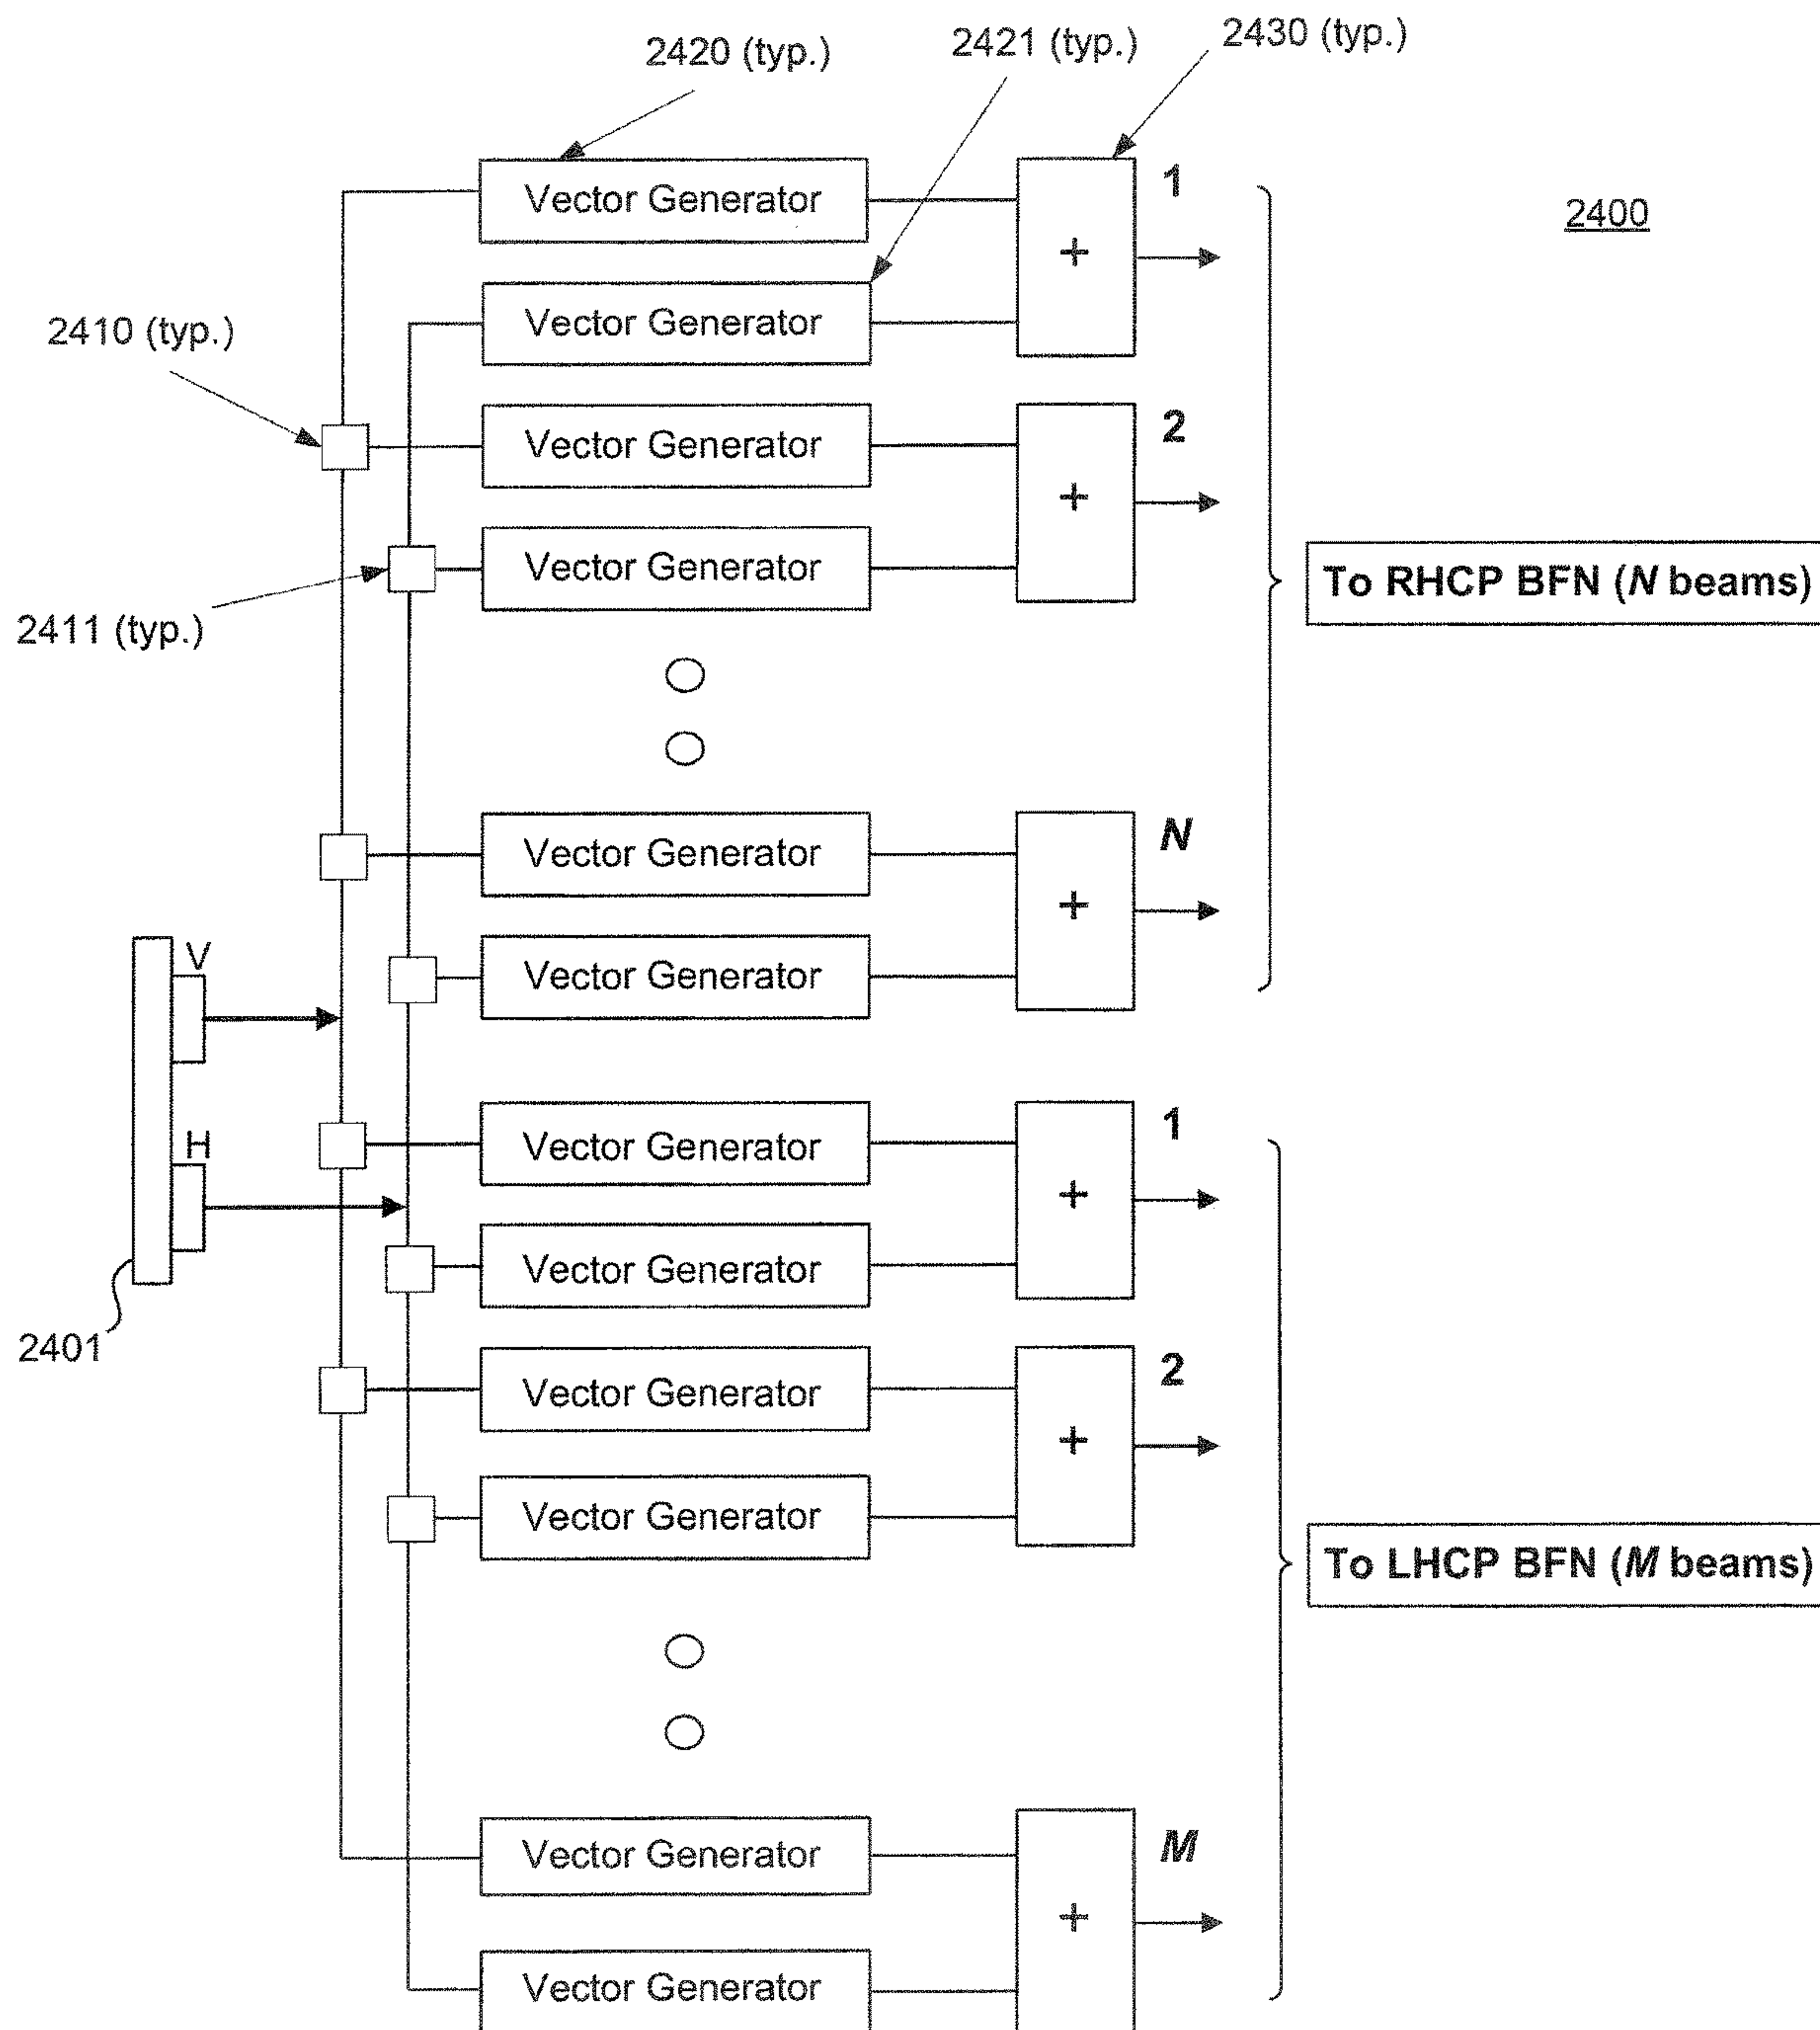 2420 (typ.)
2421 (typ.)
2430 (typ.)
Vector Generator
1
2400
+
Vector Generator
2410 (typ.)
Vector Generator
2
+
Vector Generator
To RHCP BFN (N beams)
2411 (typ.)
Vector Generator
N
+
V
Vector Generator
Vector Generator
1
H
+
Vector Generator
2401
Vector Generator
2
+
Vector Generator
To LHCP BFN (M beams)
Vector Generator
M
+
Vector Generator